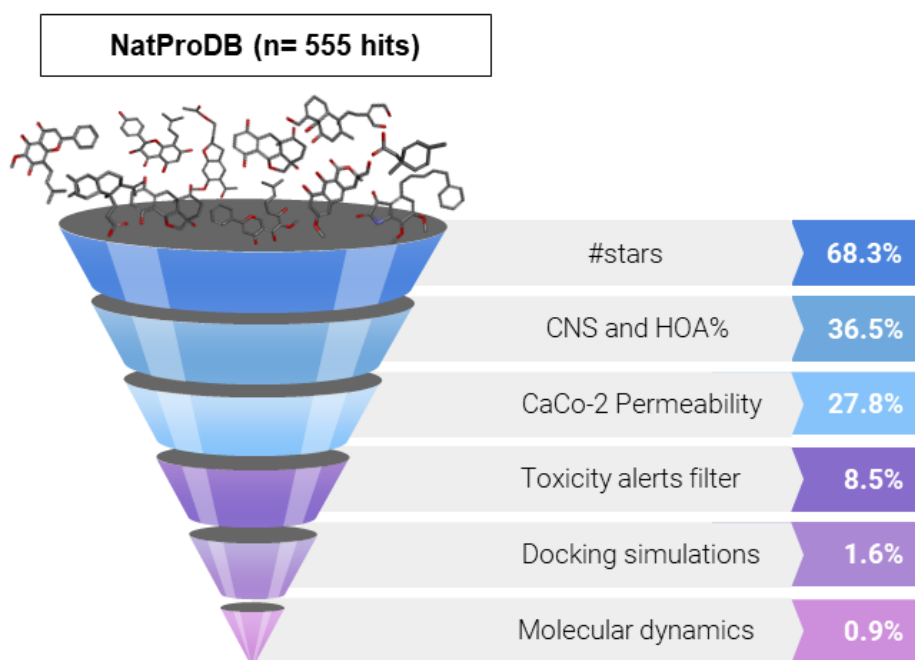 NatProDB (n= 555 hits)
#stars 68.3%
CNS and HOA% 36.5%
CaCo-2 Permeability 27.8%
Toxicity alerts filter 8.5%
Docking simulations 1.6%
Molecular dynamics 0.9%